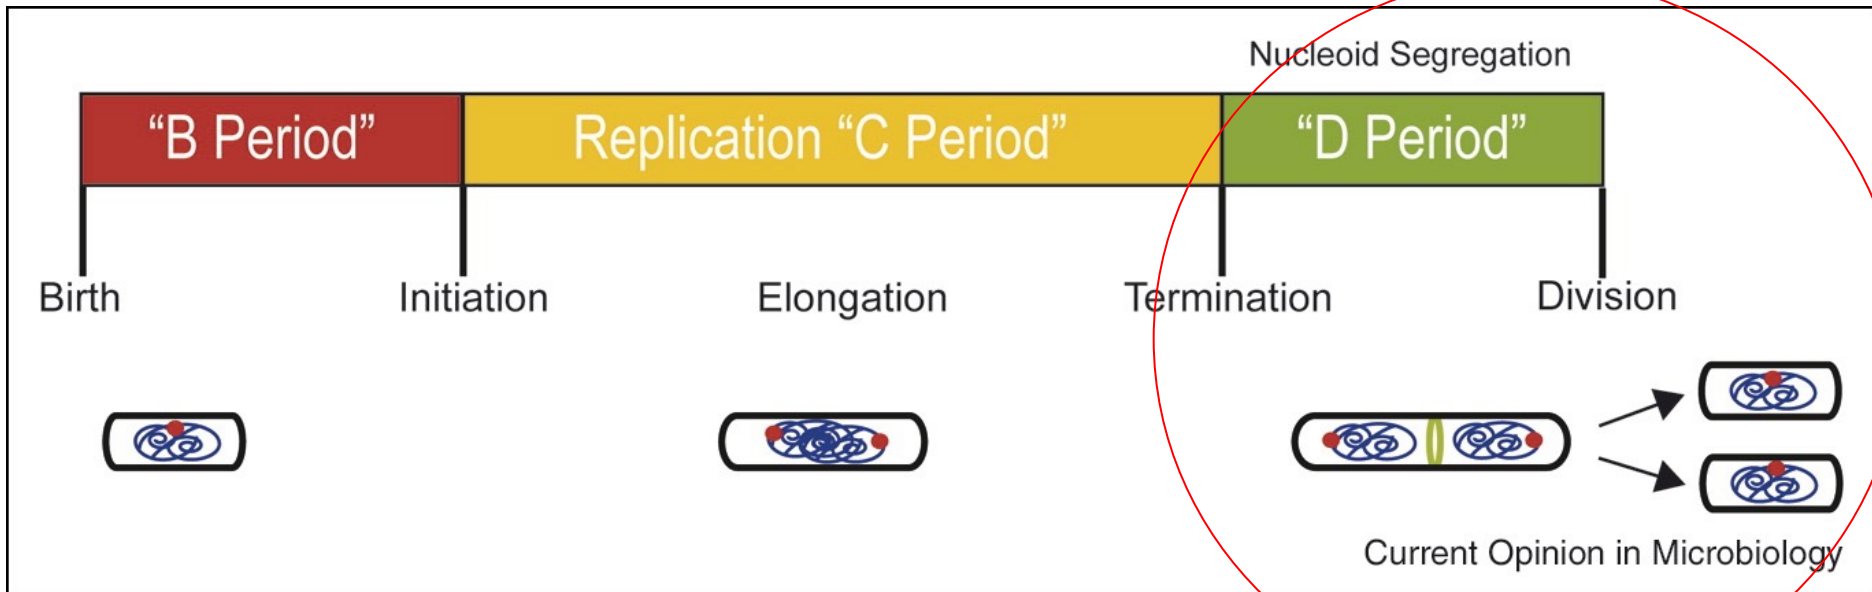 Nucleoid Segregation
“B Period” Replication “C Period” “D Period”
Birth Initiation Elongation Termination Division
Current Opinion in Microbiology